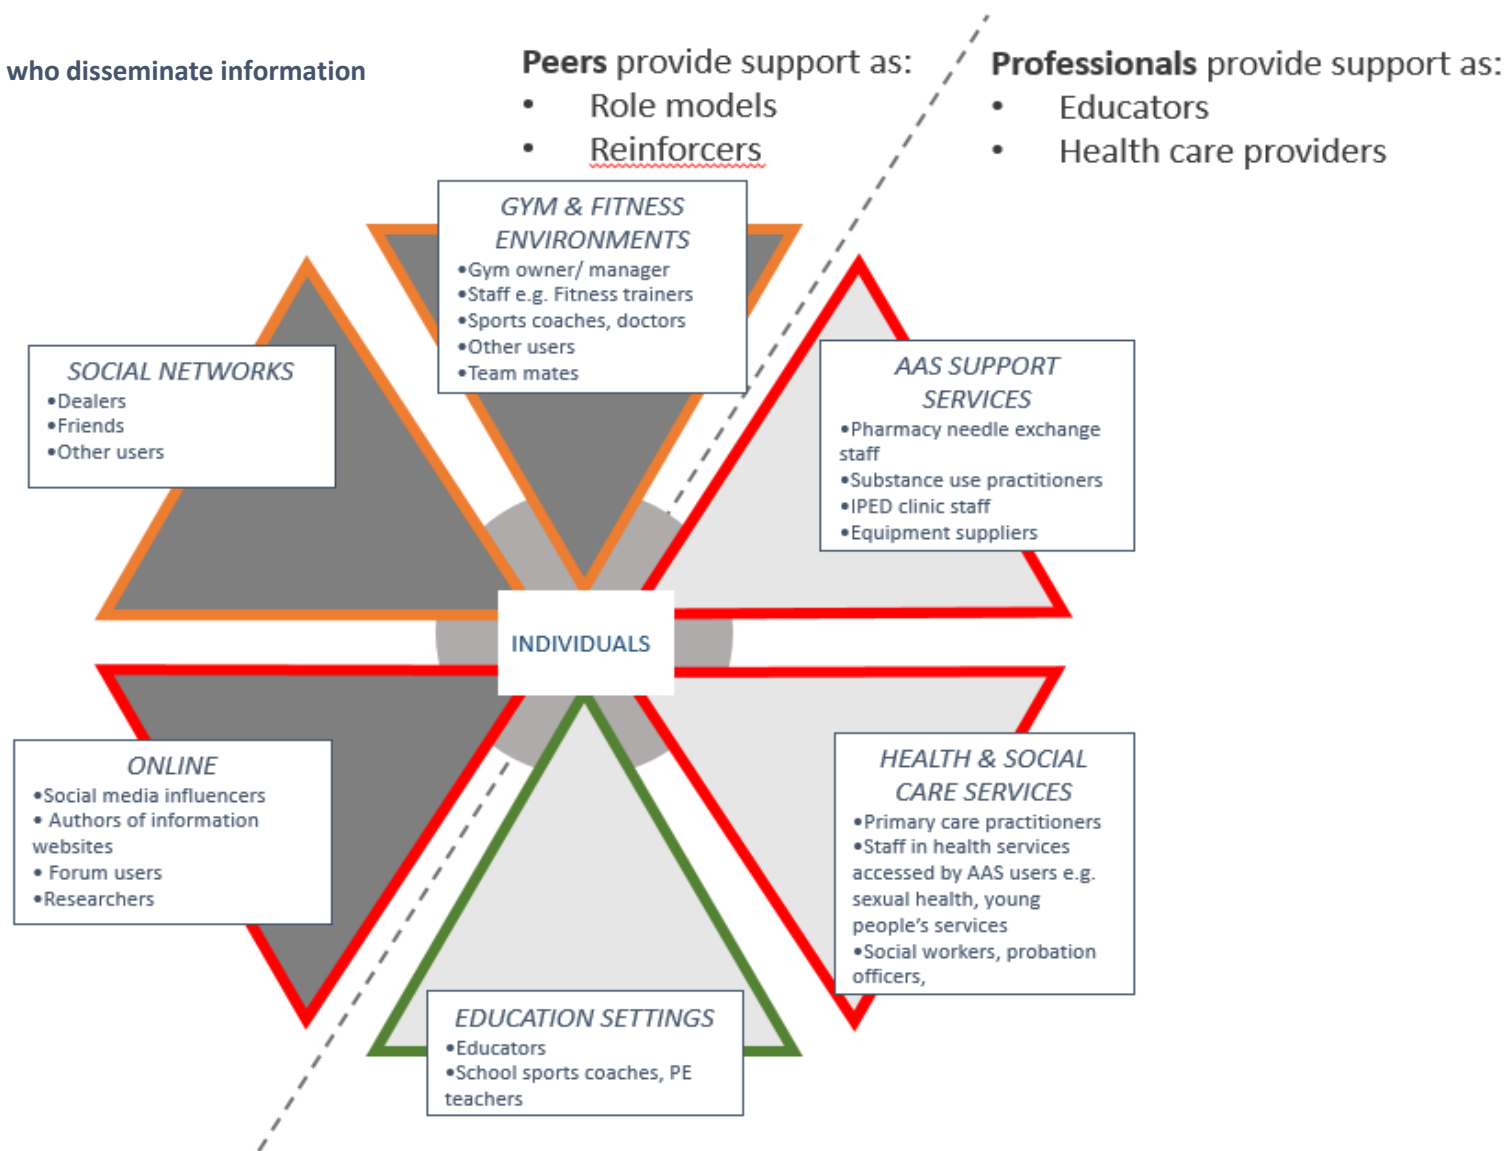 who disseminate information
Peers provide support as:
• Role models
• Reinforcers
Professionals provide support as:
• Educators
• Health care providers
GYM & FITNESS
ENVIRONMENTS
•Gym owner/ manager
•Staff e.g. Fitness trainers
•Sports coaches, doctors
•Other users
•Team mates
SOCIAL NETWORKS
•Dealers
•Friends
•Other users
AAS SUPPORT
SERVICES
•Pharmacy needle exchange
staff
•Substance use practitioners
•IPED clinic staff
•Equipment suppliers
INDIVIDUALS
ONLINE
•Social media influencers
• Authors of information
websites
• Forum users
•Researchers
HEALTH & SOCIAL
CARE SERVICES
•Primary care practitioners
•Staff in health services
accessed by AAS users e.g.
sexual health, young
people’s services
•Social workers, probation
officers,
EDUCATION SETTINGS
•Educators
•School sports coaches, PE
teachers